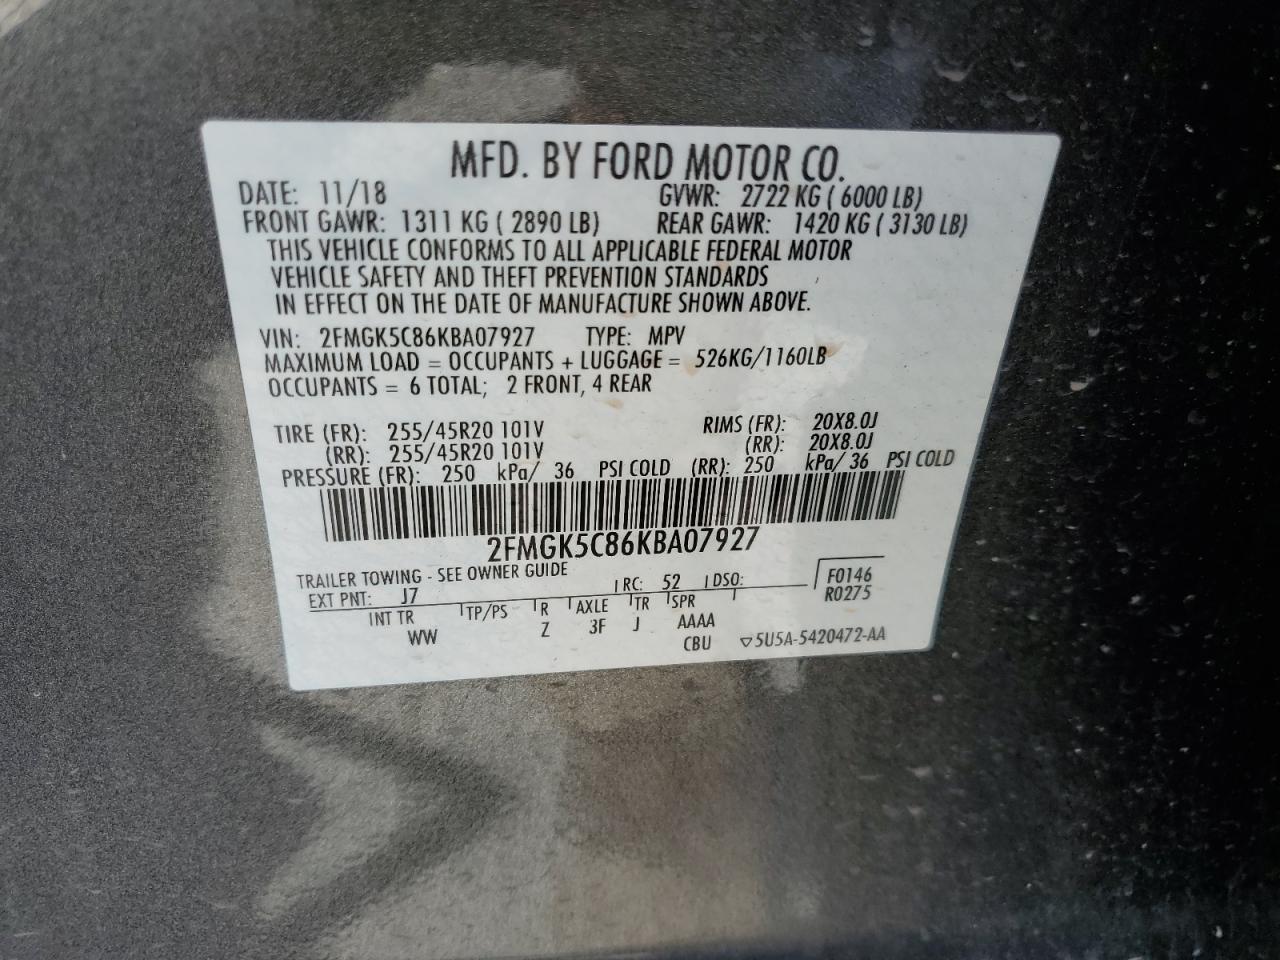 MFD. BY FORD MOTOR CO.
DATE: 11/18 GVWR: 2722 KG ( 6000 LB)
FRONT GAWR: 1311 KG ( 2890 LB) REAR GAWR: 1420 KG ( 3130 LB)
THIS VEHICLE CONFORMS TO ALL APPLICABLE FEDERAL MOTOR
VEHICLE SAFETY AND THEFT PREVENTION STANDARDS
IN EFFECT ON THE DATE OF MANUFACTURE SHOWN ABOVE.
VIN: 2FMGK5C86KBA07927 TYPE: MPV
MAXIMUM LOAD = OCCUPANTS + LUGGAGE = 526KG/1160LB
OCCUPANTS = 6 TOTAL; 2 FRONT, 4 REAR
TIRE (FR): 255/45R20 101V RIMS (FR): 20X8.0J
(RR): 255/45R20 101V (RR): 20X8.0J
PRESSURE (FR): 250 kPa/ 36 PSI COLD (RR): 250 kPa/ 36 PSI COLD
2FMGK5C86KBA07927
TRAILER TOWING - SEE OWNER GUIDE
EXT PNT: J7 RC: 52 DSO: F0146
R0275
INT TR TP/PS R AXLE TR SPR
WW Z 3F J AAAA
CBU ▽5U5A-5420472-AA